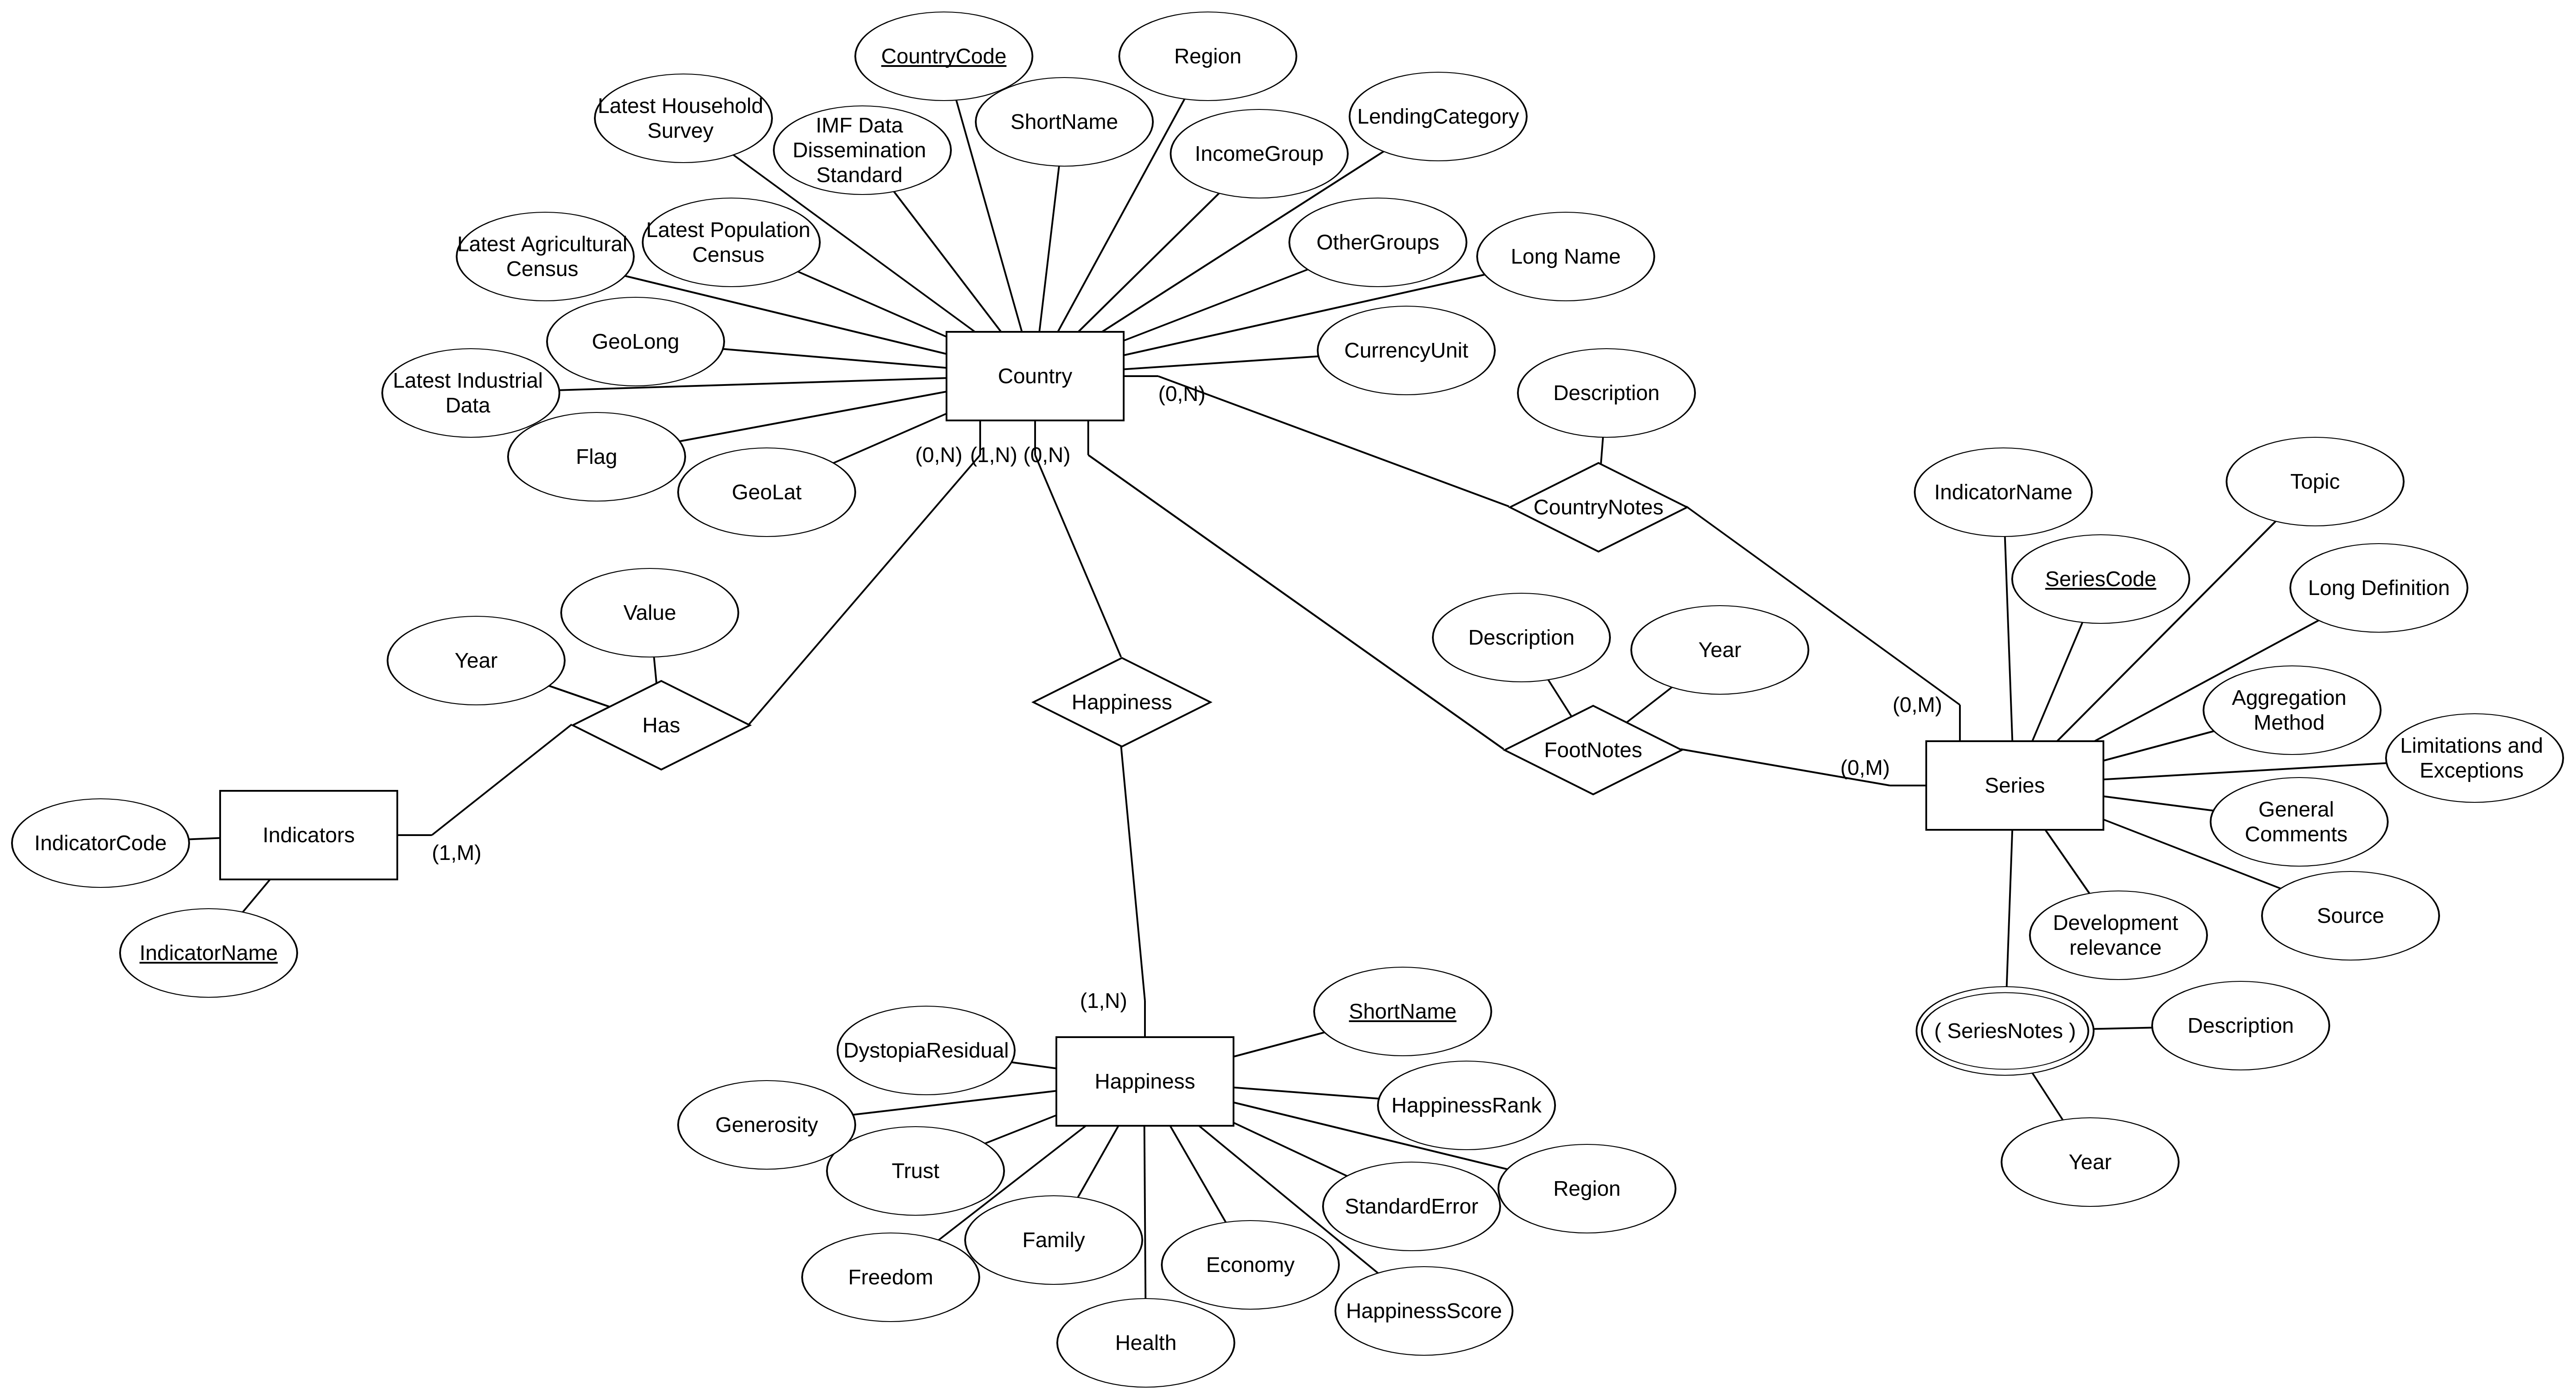 CountryCode
Region
Latest Household
Survey
IMF Data
Dissemination
Standard
ShortName
IncomeGroup
LendingCategory
Latest Agricultural
Census
Latest Population
Census
OtherGroups
Long Name
GeoLong
CurrencyUnit
Latest Industrial
Data
Country
(0,N)
Description
Flag
GeoLat
(0,N)
(1,N)
(0,N)
CountryNotes
IndicatorName
Topic
SeriesCode
Long Definition
Year
Value
Description
Year
Has
Happiness
FootNotes
(0,M)
(0,M)
Aggregation
Method
Limitations and
Exceptions
Series
General
Comments
IndicatorCode
Indicators
(1,M)
IndicatorName
Development
relevance
Source
(1,N)
ShortName
DystopiaResidual
Happiness
HappinessRank
Generosity
Trust
StandardError
Region
Family
Freedom
Economy
HappinessScore
Health
( SeriesNotes )
Description
Year